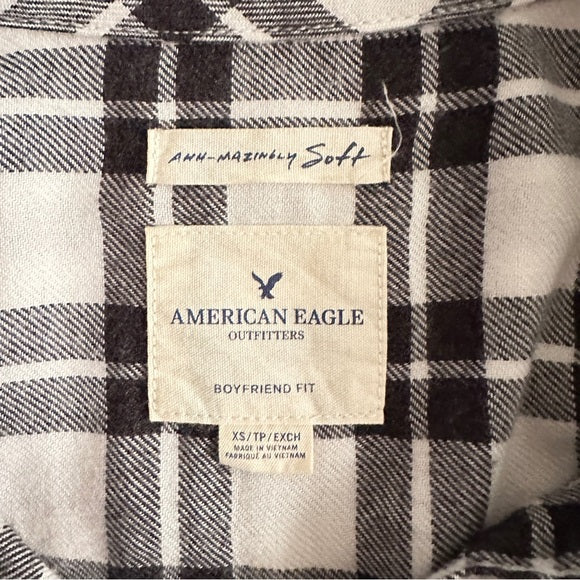 AHH-MAZINGLY Soft
AMERICAN EAGLE
OUTFITTERS
BOYFRIEND FIT
XS/TP/EXCH
MADE IN VIETNAM
FABRIQUÉ AU VIETNAM